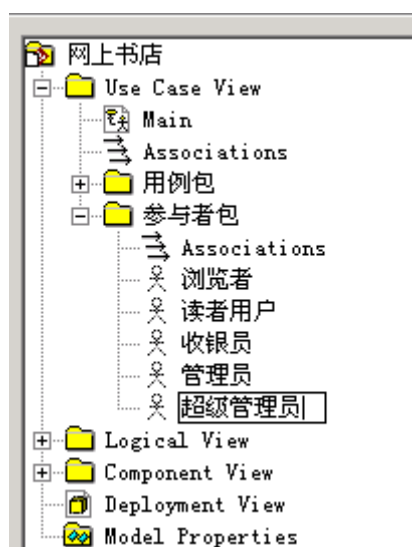 网上书店
Use Case View
Main
Associations
用例包
参与者包
Associations
浏览者
读者用户
收银员
管理员
超级管理员
Logical View
Component View
Deployment View
Model Properties